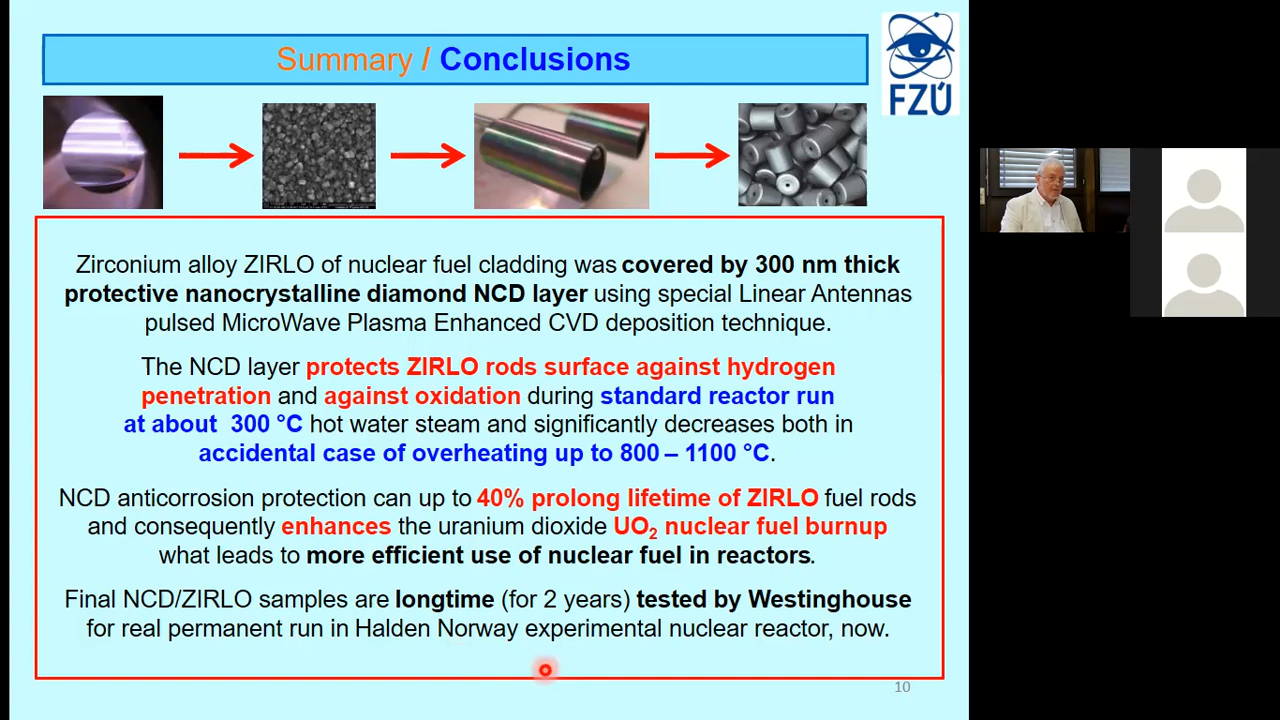 Summary / Conclusions
FZÚ
Zirconium alloy ZIRLO of nuclear fuel cladding was covered by 300 nm thick
protective nanocrystalline diamond NCD layer using special Linear Antennas
pulsed MicroWave Plasma Enhanced CVD deposition technique.
The NCD layer protects ZIRLO rods surface against hydrogen
penetration and against oxidation during standard reactor run
at about 300 °C hot water steam and significantly decreases both in
accidental case of overheating up to 800 – 1100 °C.
NCD anticorrosion protection can up to 40% prolong lifetime of ZIRLO fuel rods
and consequently enhances the uranium dioxide UO₂ nuclear fuel burnup
what leads to more efficient use of nuclear fuel in reactors.
Final NCD/ZIRLO samples are longtime (for 2 years) tested by Westinghouse
for real permanent run in Halden Norway experimental nuclear reactor, now.
10